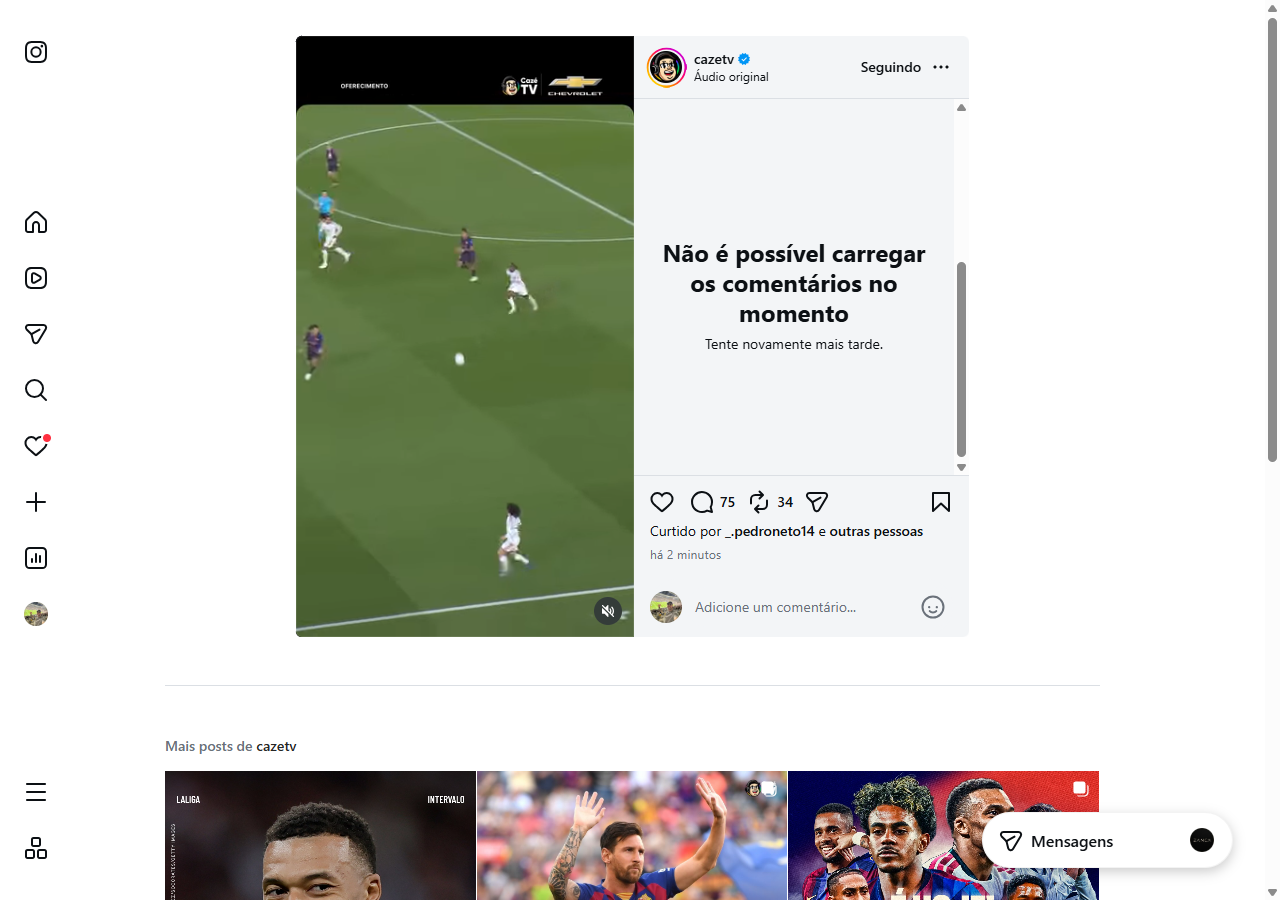 OFERECIMENTO
Cazé
TV
CHEVROLET
cazetv
Áudio original
Seguindo
Não é possível carregar
os comentários no
momento
Tente novamente mais tarde.
75
34
Curtido por _.pedroneto14 e outras pessoas
há 2 minutos
Adicione um comentário...
Mais posts de cazetv
LALIGA
INTERVALO
Mensagens